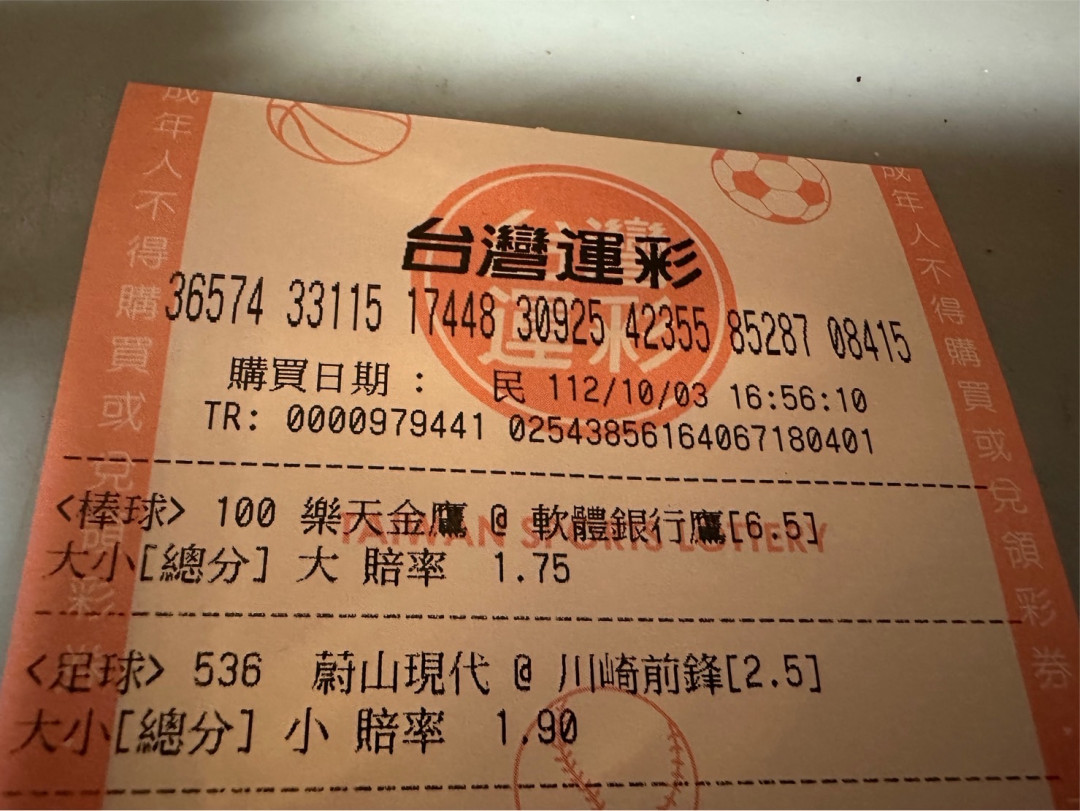 台灣運彩
36574 33115 17448 30925 42355 85287 08415
購買日期 : 民 112/10/03 16:56:10
TR: 0000979441 02543856164067180401
<棒球> 100 樂天金鷹 @ 軟體銀行鷹[6.5]
TAIWAN SPORTS LOTTERY
大小[總分] 大 賠率 1.75
<足球> 536 蔚山現代 @ 川崎前鋒[2.5]
大小[總分] 小 賠率 1.90
成年人不得購買或兌
成年人不得購買或兌領彩券